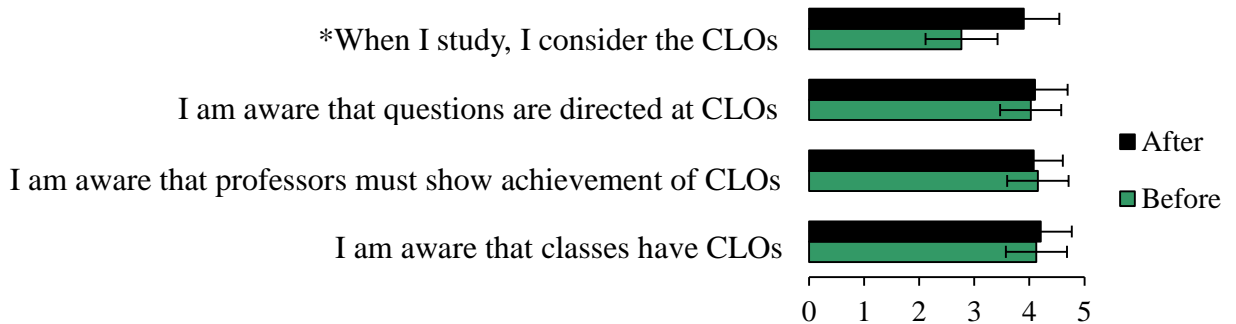 *When I study, I consider the CLOs
I am aware that questions are directed at CLOs
I am aware that professors must show achievement of CLOs
I am aware that classes have CLOs
After
Before
0 1 2 3 4 5